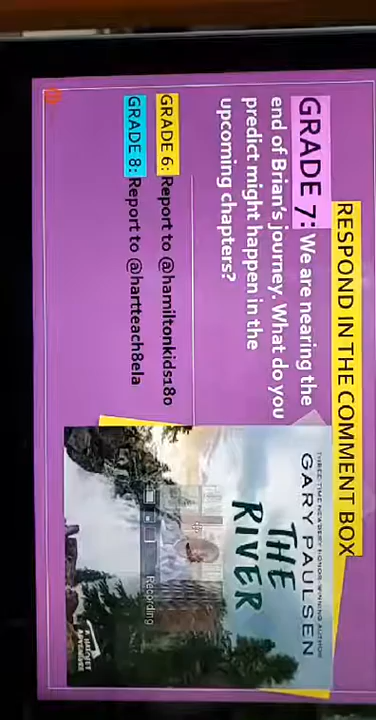 RESPOND IN THE COMMENT BOX
GRADE 7: We are nearing the
end of Brian's journey. What do you
predict might happen in the
upcoming chapters?
GRADE 6: Report to @hamiltonkids180
GRADE 8: Report to @hartteach8ela
THREE-TIME NEWBERY HONOR-WINNING AUTHOR
GARY PAULSEN
THE
RIVER
Recording
A HATCHET
ADVENTURE